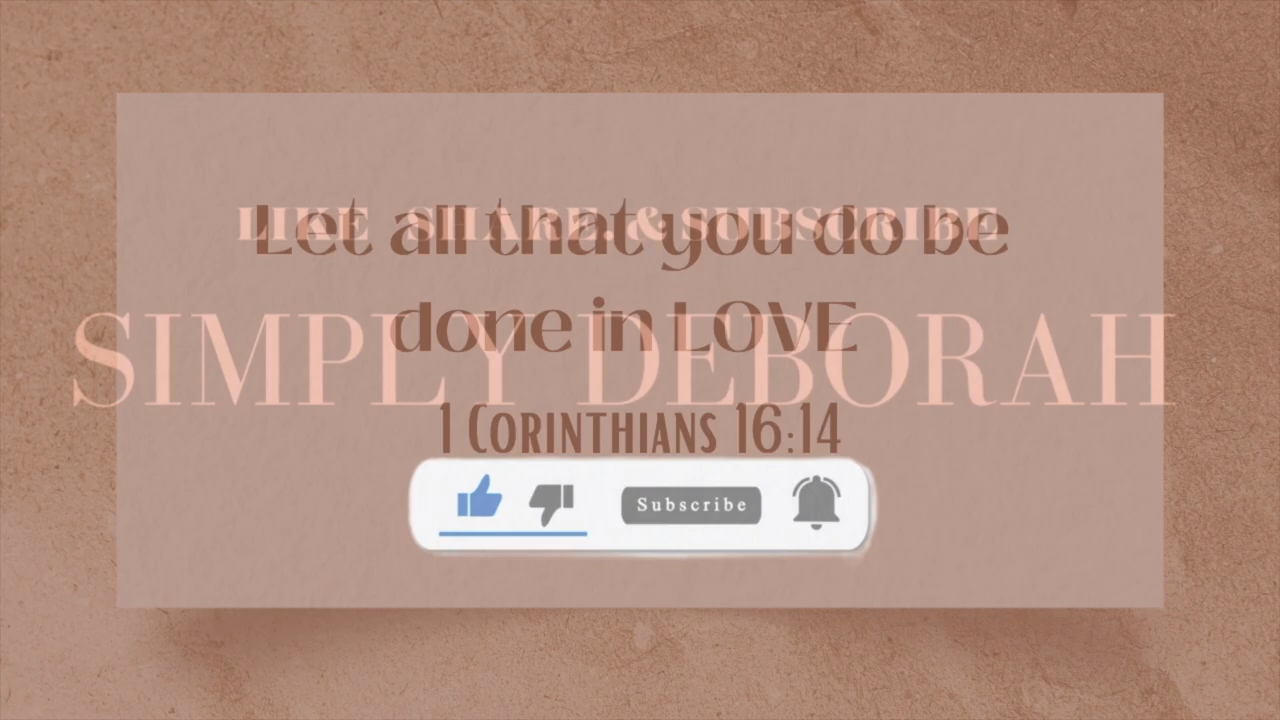 LIKE SHARE & SUBSCRIBE
Let all that you do be
done in LOVE
SIMPLY DEBORAH
1 CORINTHIANS 16:14
Subscribe